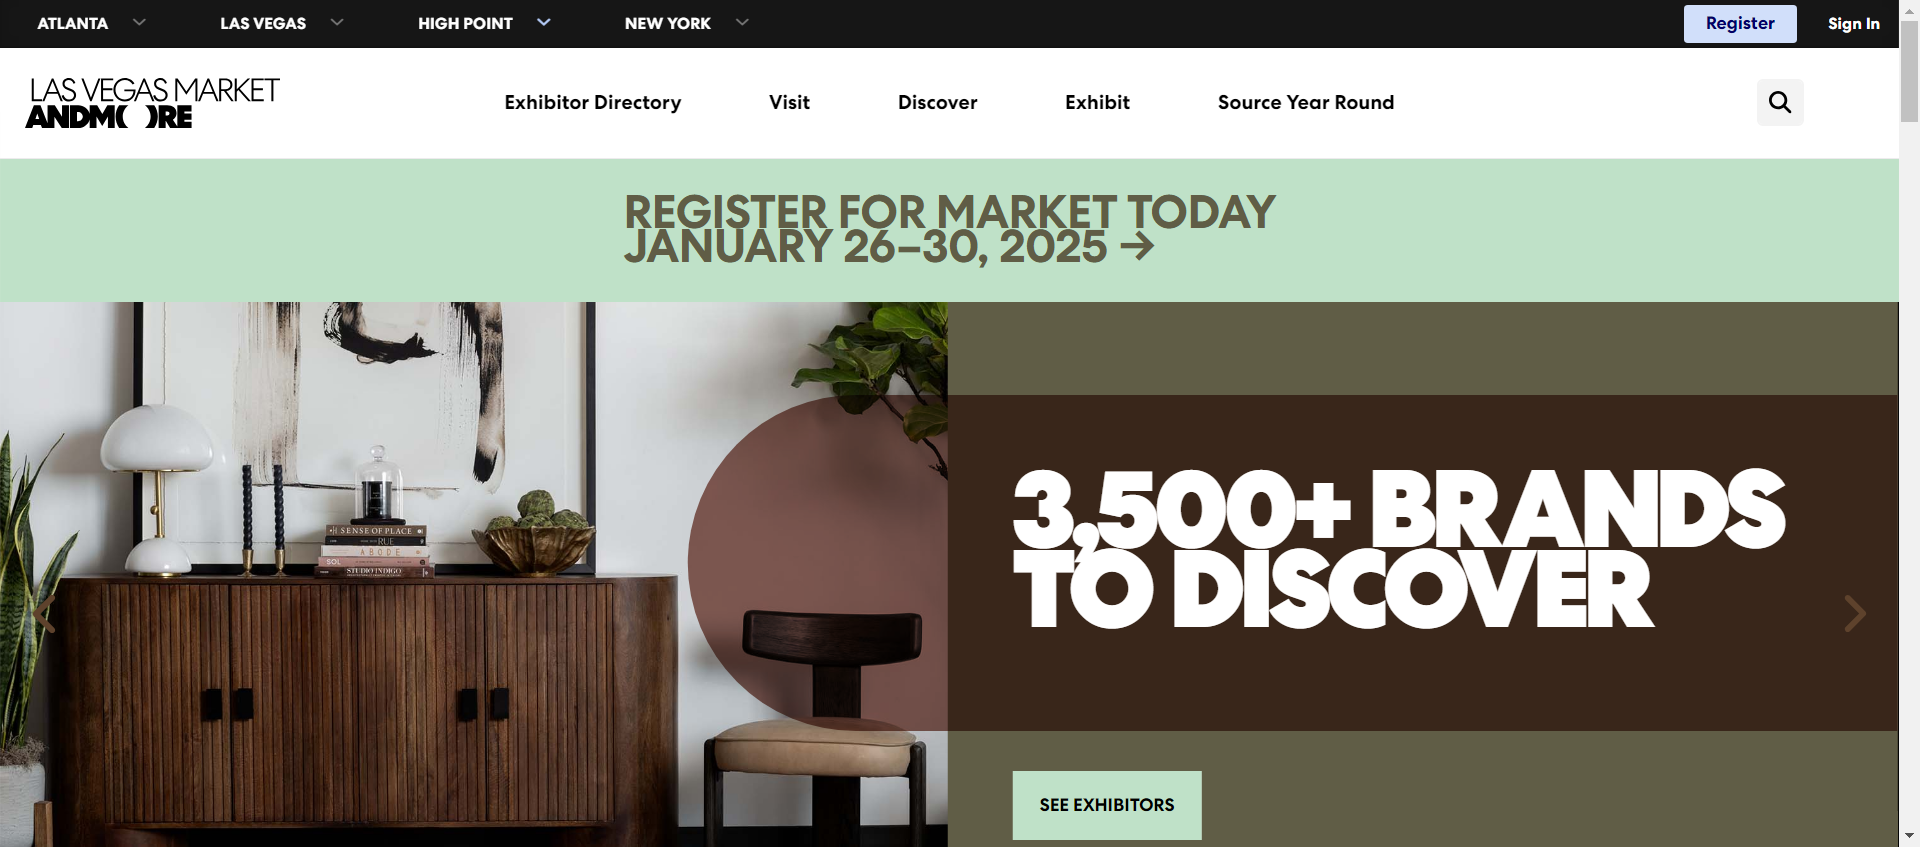 ATLANTA LAS VEGAS HIGH POINT NEW YORK Register Sign In
LAS VEGAS MARKET
ANDMORE
Exhibitor Directory Visit Discover Exhibit Source Year Round
REGISTER FOR MARKET TODAY
JANUARY 26–30, 2025 →
3,500+ BRANDS
TO DISCOVER
SENSE OF PLACE
RUE
ABODE
SOL
STUDIO INDIGO
SEE EXHIBITORS